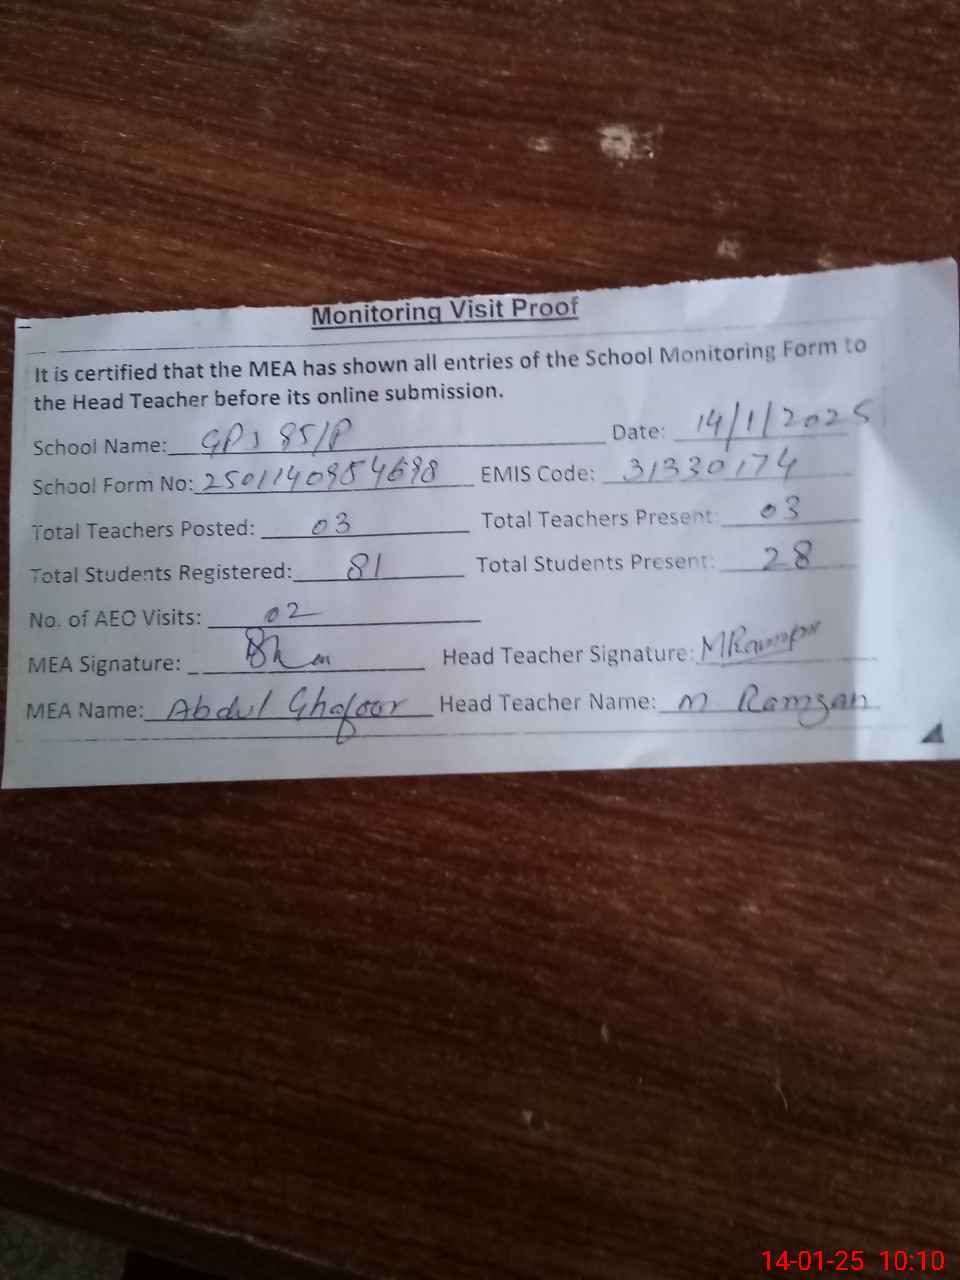 Monitoring Visit Proof
It is certified that the MEA has shown all entries of the School Monitoring Form to
the Head Teacher before its online submission.
School Name: GPS 85/P Date: 14/1/2025
School Form No: 2501140954698 EMIS Code: 31330174
Total Teachers Posted: 03 Total Teachers Present: 03
Total Students Registered: 81 Total Students Present: 28
No. of AEO Visits: 02
MEA Signature: Head Teacher Signature:
MEA Name: Abdul Ghafoor Head Teacher Name: M Ramzan
14-01-25 10:10